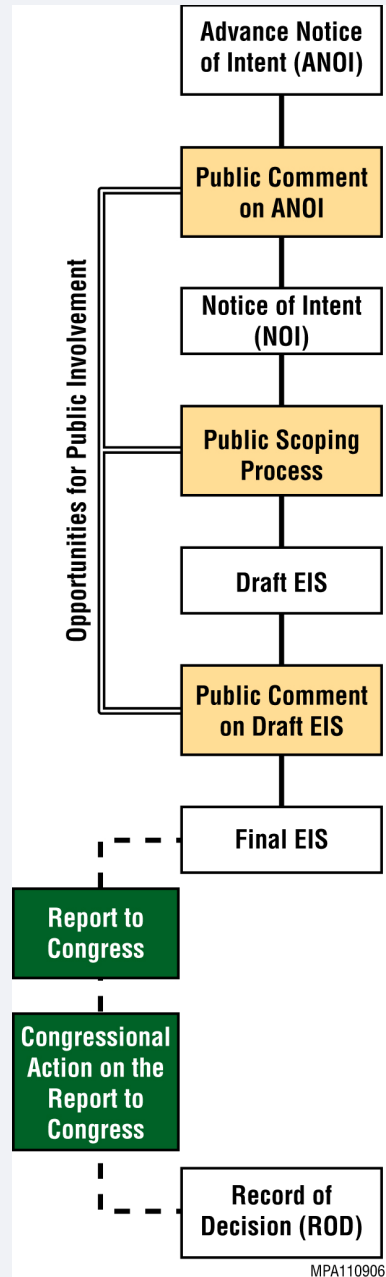 Advance Notice
of Intent (ANOI)
Public Comment
on ANOI
Opportunities for Public Involvement
Notice of Intent
(NOI)
Public Scoping
Process
Draft EIS
Public Comment
on Draft EIS
Final EIS
Report to
Congress
Congressional
Action on the
Report to
Congress
Record of
Decision (ROD)
MPA110906